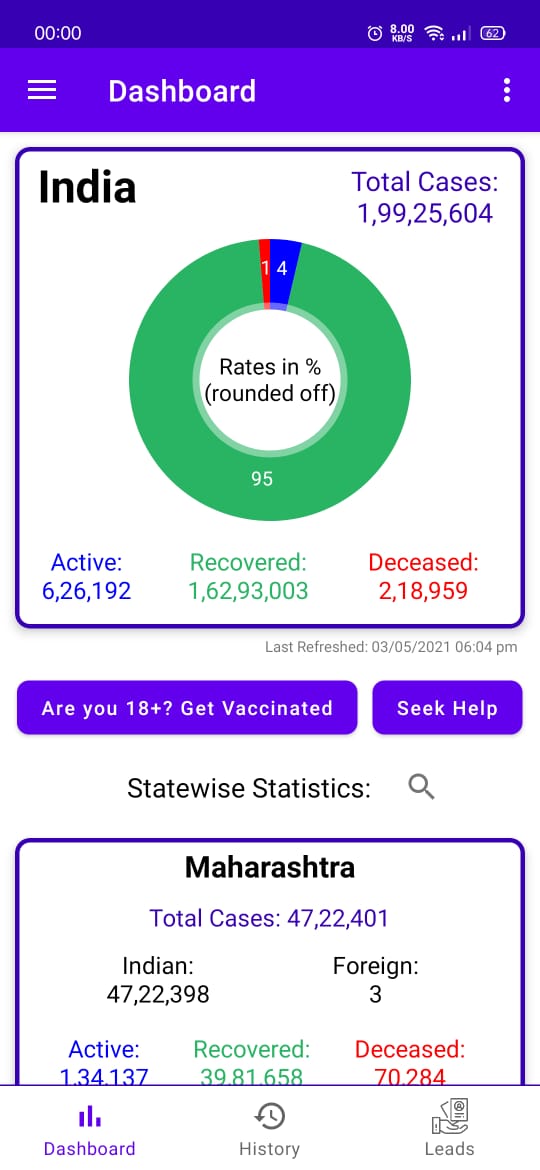 00:00
8.00
KB/S
62
Dashboard
India
Total Cases:
1,99,25,604
1 4
Rates in %
(rounded off)
95
Active:
6,26,192
Recovered:
1,62,93,003
Deceased:
2,18,959
Last Refreshed: 03/05/2021 06:04 pm
Are you 18+? Get Vaccinated
Seek Help
Statewise Statistics:
Maharashtra
Total Cases: 47,22,401
Indian:
47,22,398
Foreign:
3
Active:
1,34,137
Recovered:
39,81,658
Deceased:
70,284
Dashboard
History
Leads